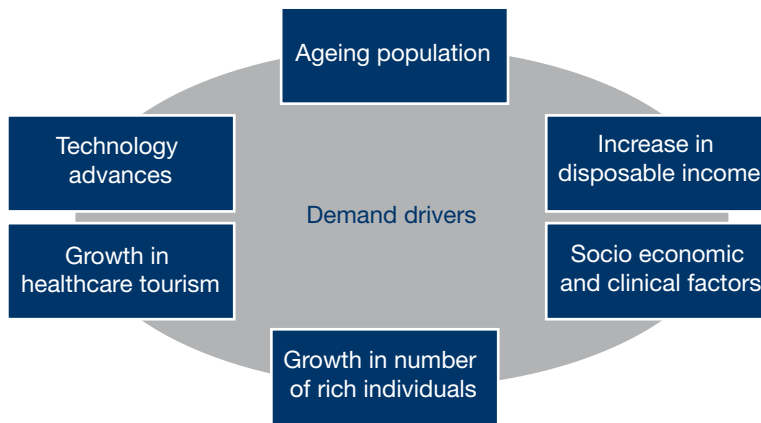 Ageing population
Technology
advances
Increase in
disposable income
Demand drivers
Growth in
healthcare tourism
Socio economic
and clinical factors
Growth in number
of rich individuals